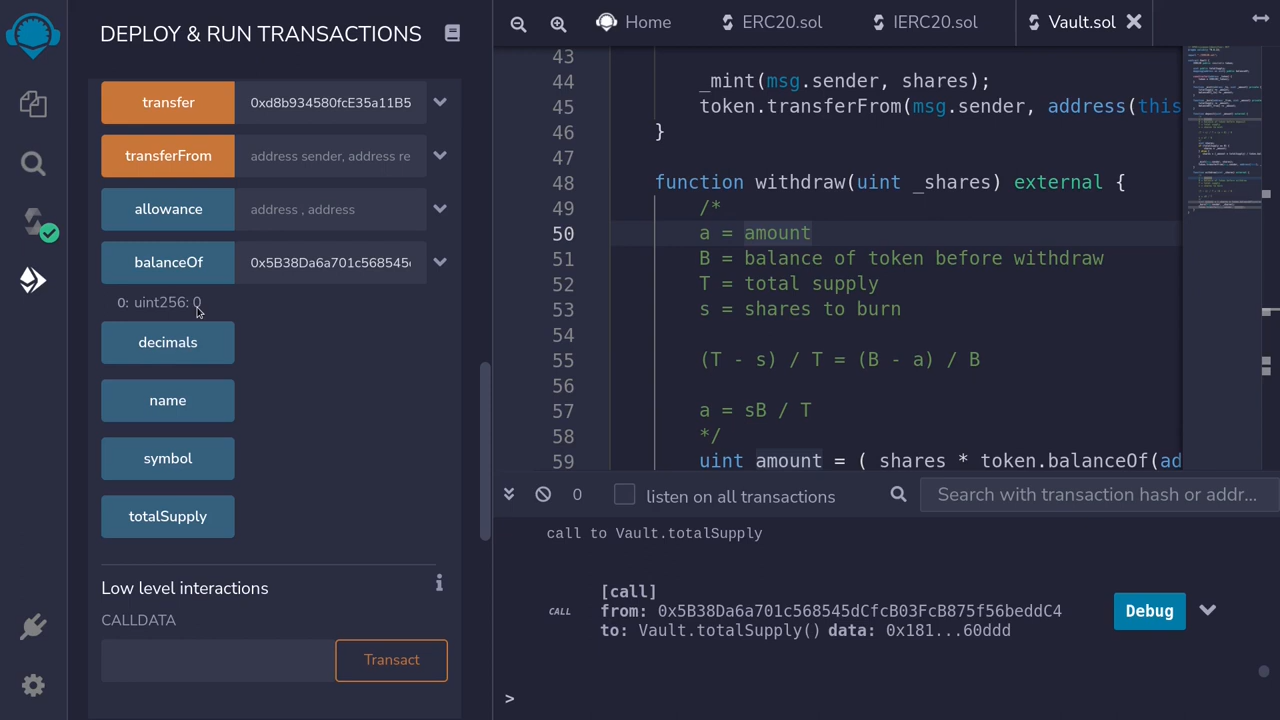 DEPLOY & RUN TRANSACTIONS
transfer 0xd8b934580fcE35a11B5
transferFrom address sender, address re
allowance address , address
balanceOf 0x5B38Da6a701c568545
0: uint256: 0
decimals
name
symbol
totalSupply
Low level interactions
i
CALLDATA
Transact
Home
ERC20.sol
IERC20.sol
Vault.sol
43
44 _mint(msg.sender, shares);
45 token.transferFrom(msg.sender, address(this
46 }
47
48 function withdraw(uint _shares) external {
49 /*
50 a = amount
51 B = balance of token before withdraw
52 T = total supply
53 s = shares to burn
54
55 (T - s) / T = (B - a) / B
56
57 a = sB / T
58 */
59 uint amount = (_shares * token.balanceOf(ad
0
listen on all transactions
Search with transaction hash or addr...
call to Vault.totalSupply
[call]
CALL from: 0x5B38Da6a701c568545dCfcB03FcB875f56beddC4
to: Vault.totalSupply() data: 0x181...60ddd
Debug
>